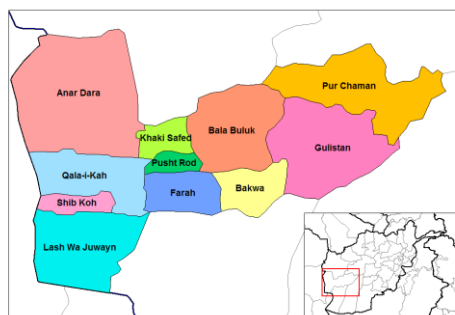 Pur Chaman
Anar Dara
Khaki Safed
Bala Buluk
Gulistan
Pusht Rod
Qala-i-Kah
Farah
Bakwa
Shib Koh
Lash Wa Juwayn